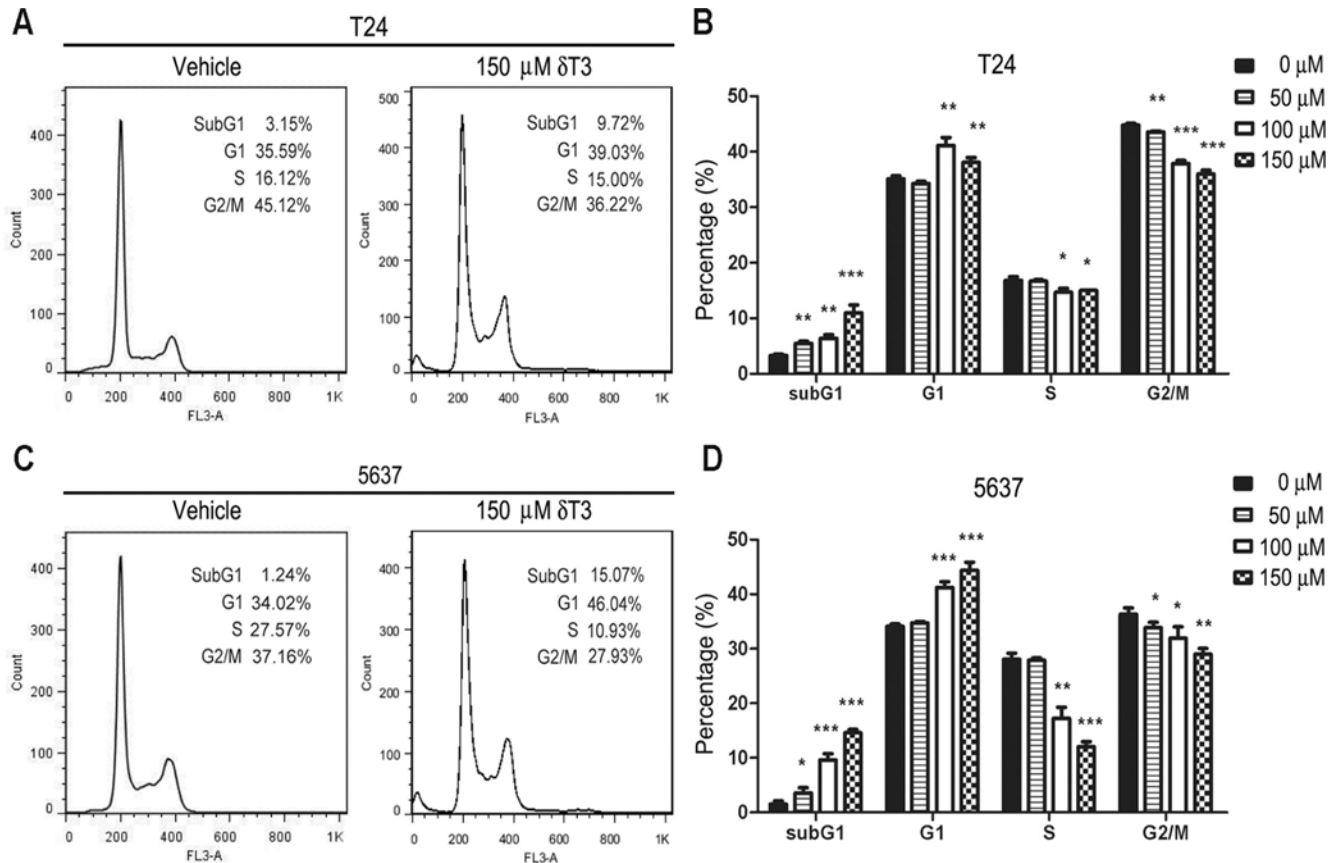 A
T24
Vehicle
150 μM δT3
SubG1 3.15%
G1 35.59%
S 16.12%
G2/M 45.12%
Count
400
300
200
100
0
0 200 400 600 800 1K
FL3-A
SubG1 9.72%
G1 39.03%
S 15.00%
G2/M 36.22%
Count
500
400
300
200
100
0
0 200 400 600 800 1K
FL3-A
B
T24
0 μM
50 μM
100 μM
150 μM
Percentage (%)
50
40
30
20
10
0
** ** ***
** **
* *
** *** ***
subG1 G1 S G2/M
C
5637
Vehicle
150 μM δT3
SubG1 1.24%
G1 34.02%
S 27.57%
G2/M 37.16%
Count
400
300
200
100
0
0 200 400 600 800 1K
FL3-A
SubG1 15.07%
G1 46.04%
S 10.93%
G2/M 27.93%
Count
400
300
200
100
0
0 200 400 600 800 1K
FL3-A
D
5637
0 μM
50 μM
100 μM
150 μM
Percentage (%)
50
40
30
20
10
0
* *** ***
*** ***
** ***
* * **
subG1 G1 S G2/M